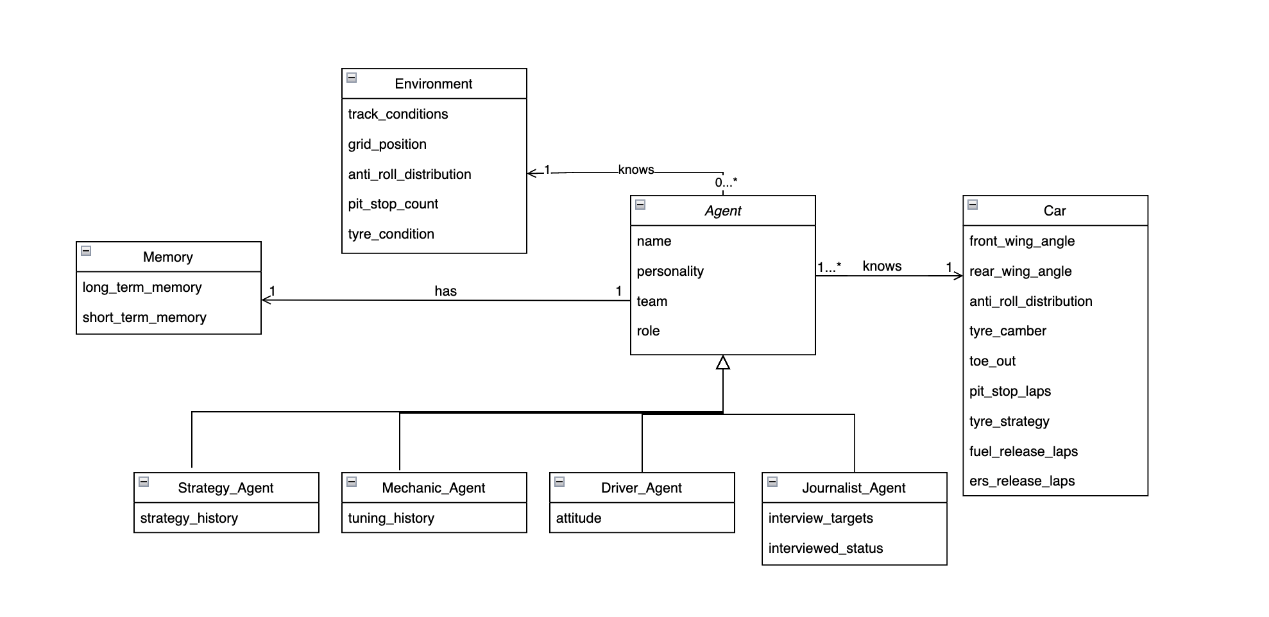 Environment
track_conditions
grid_position
anti_roll_distribution
pit_stop_count
tyre_condition
1
knows
0...*
Agent
name
personality
team
role
Memory
long_term_memory
short_term_memory
1
has
1
1...*
knows
1
Car
front_wing_angle
rear_wing_angle
anti_roll_distribution
tyre_camber
toe_out
pit_stop_laps
tyre_strategy
fuel_release_laps
ers_release_laps
Strategy_Agent
strategy_history
Mechanic_Agent
tuning_history
Driver_Agent
attitude
Journalist_Agent
interview_targets
interviewed_status